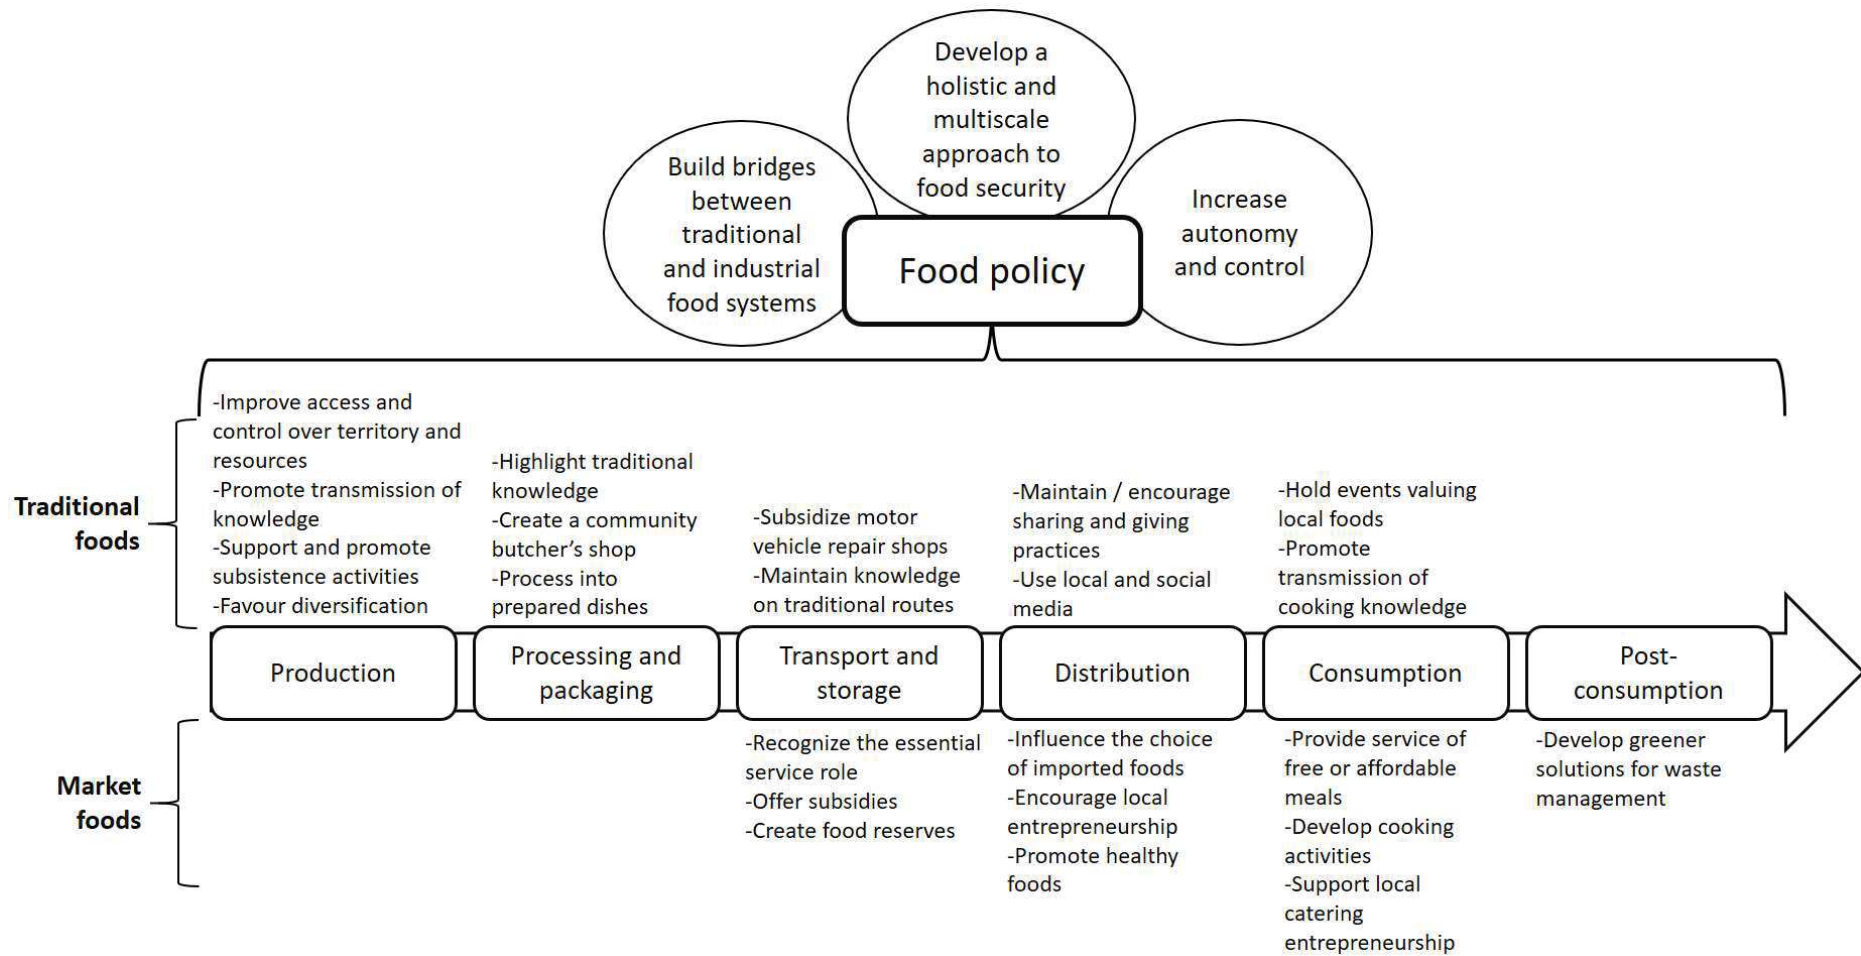 Develop a
holistic and
multiscale
approach to
food security
Build bridges
between
traditional
and industrial
food systems
Increase
autonomy
and control
Food policy
Traditional
foods
-Improve access and
control over territory and
resources
-Promote transmission of
knowledge
-Support and promote
subsistence activities
-Favour diversification
-Highlight traditional
knowledge
-Create a community
butcher’s shop
-Process into
prepared dishes
-Subsidize motor
vehicle repair shops
-Maintain knowledge
on traditional routes
-Maintain / encourage
sharing and giving
practices
-Use local and social
media
-Hold events valuing
local foods
-Promote
transmission of
cooking knowledge
Production
Processing and
packaging
Transport and
storage
Distribution
Consumption
Post-
consumption
Market
foods
-Recognize the essential
service role
-Offer subsidies
-Create food reserves
-Influence the choice
of imported foods
-Encourage local
entrepreneurship
-Promote healthy
foods
-Provide service of
free or affordable
meals
-Develop cooking
activities
-Support local
catering
entrepreneurship
-Develop greener
solutions for waste
management